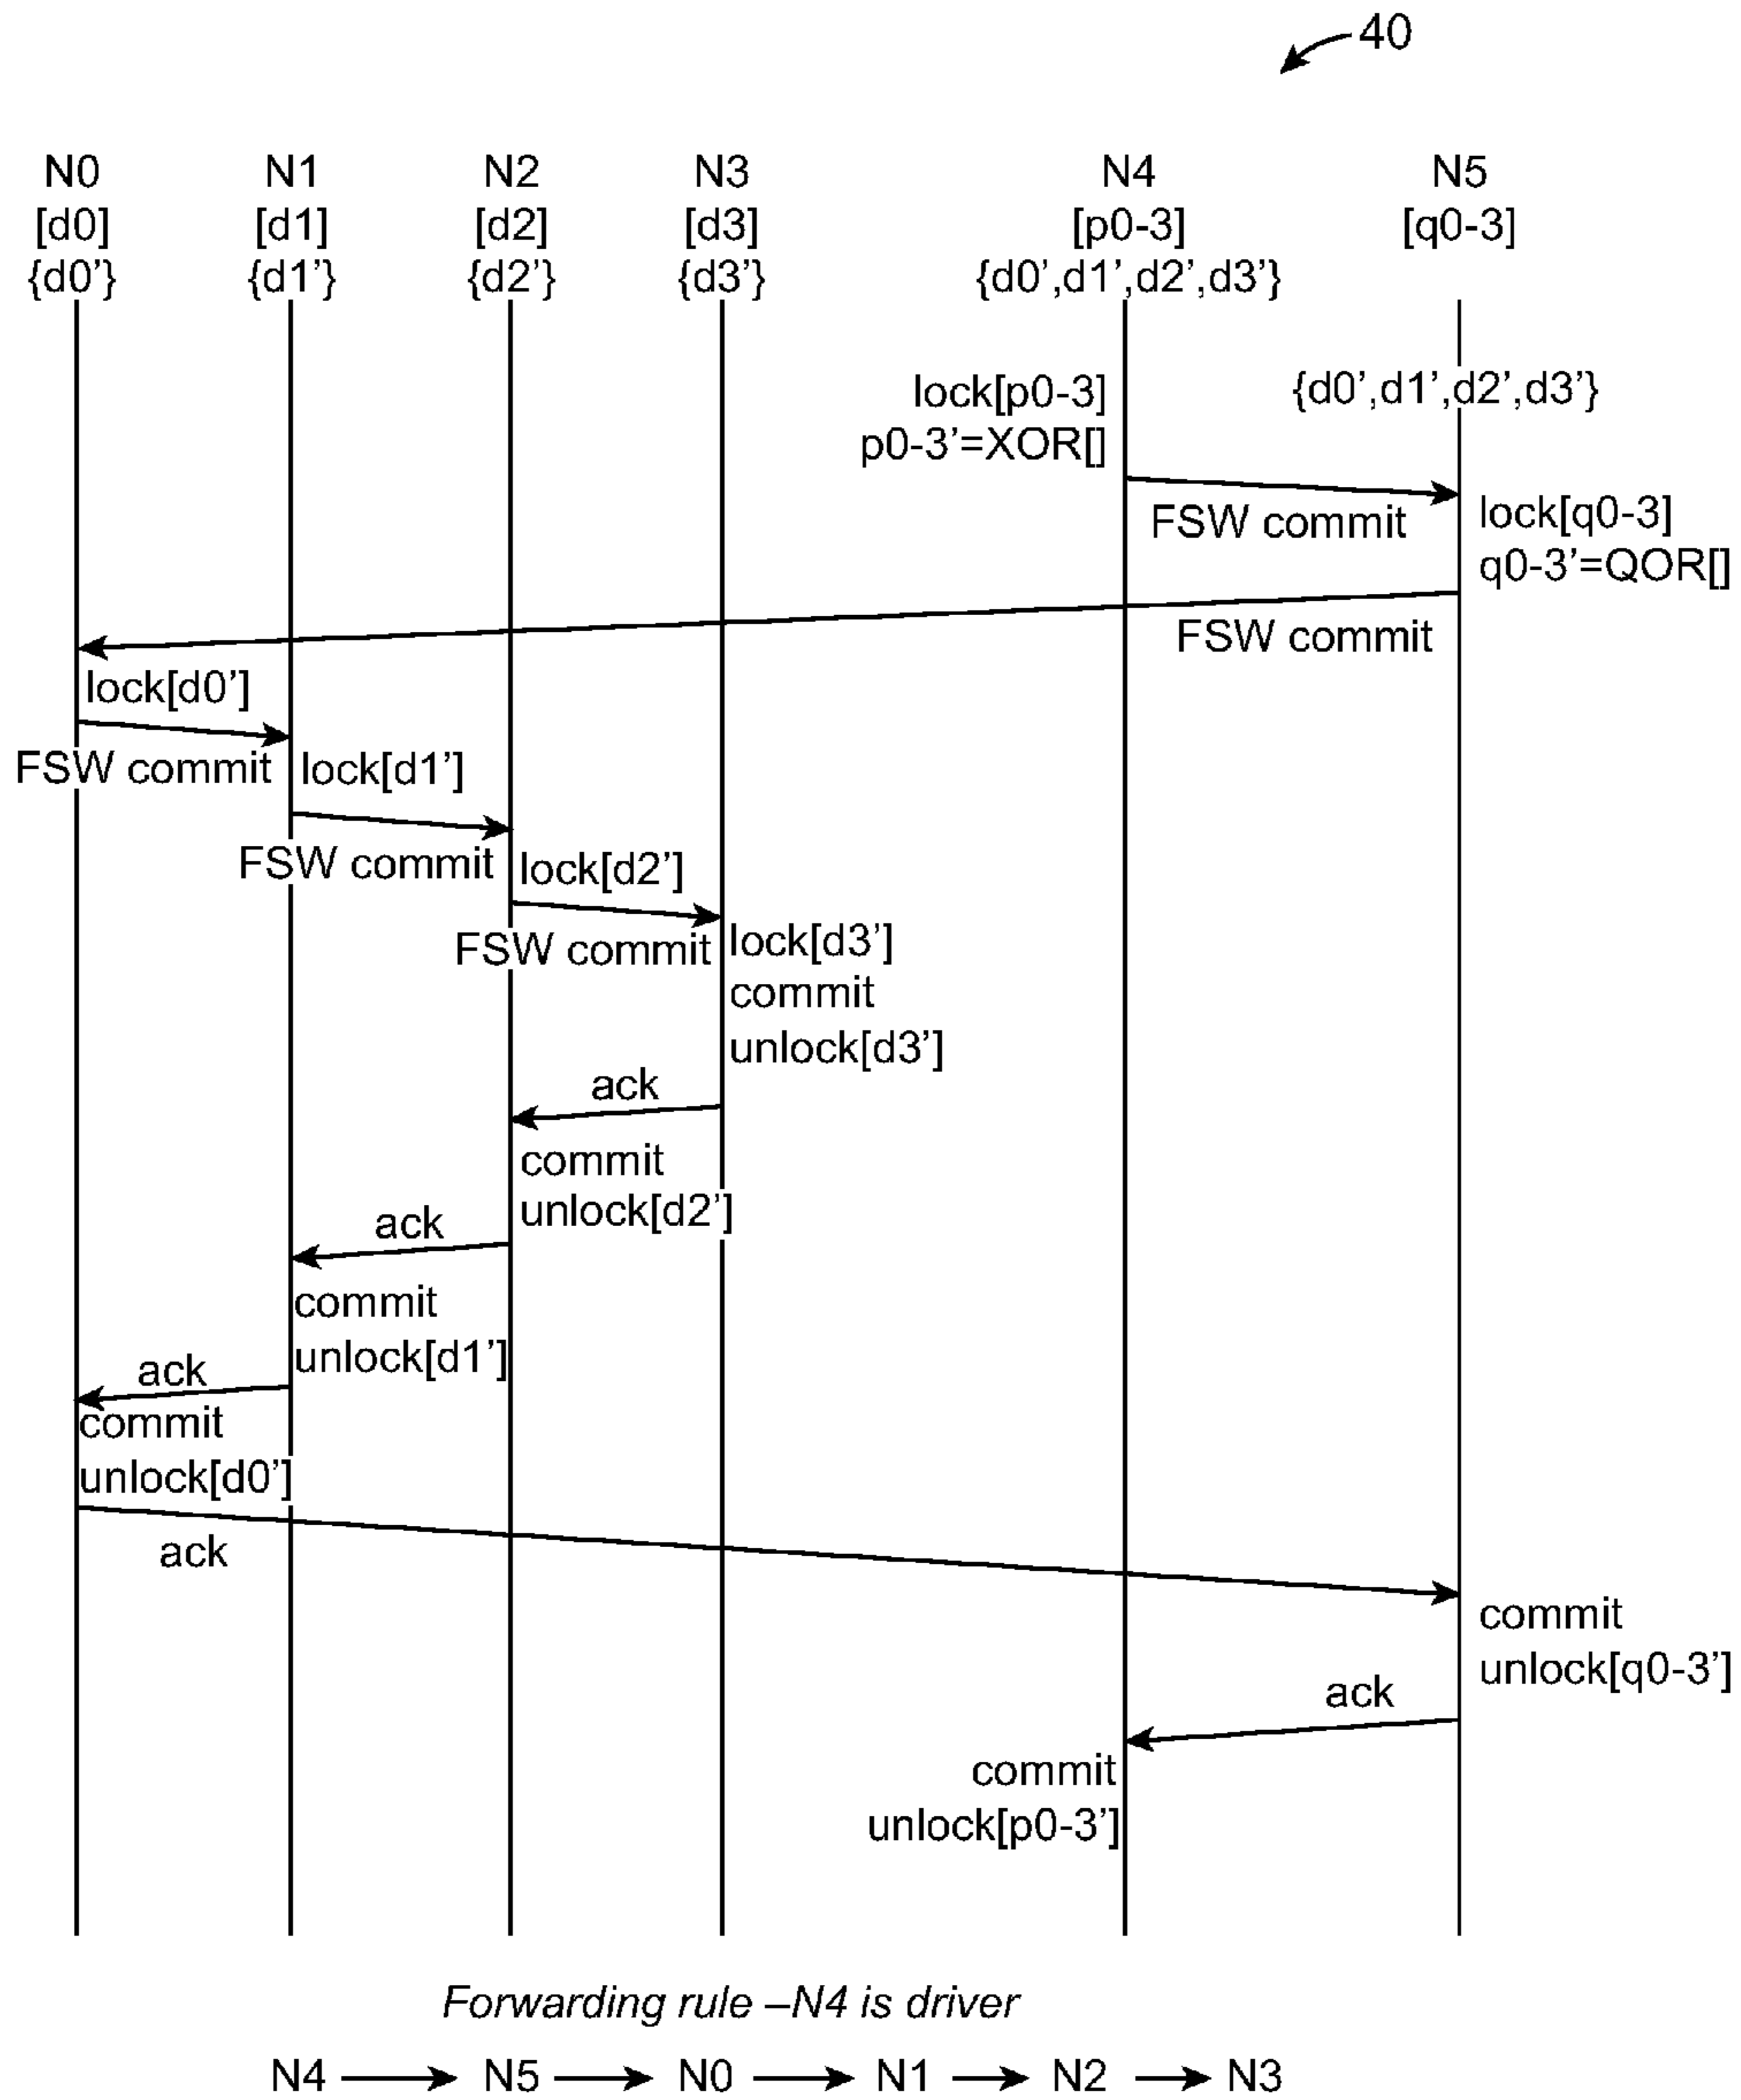 40
N0 N1 N2 N3 N4 N5
[d0] [d1] [d2] [d3] [p0-3] [q0-3]
{d0’} {d1’} {d2’} {d3’} {d0’,d1’,d2’,d3’}
lock[p0-3] {d0’,d1’,d2’,d3’}
p0-3’=XOR[]
FSW commit lock[q0-3]
q0-3’=QOR[]
FSW commit
lock[d0’]
FSW commit lock[d1’]
FSW commit lock[d2’]
FSW commit lock[d3’]
commit
unlock[d3’]
ack
commit
unlock[d2’]
ack
commit
unlock[d1’]
ack
commit
unlock[d0’]
ack
commit
unlock[q0-3’]
ack
commit
unlock[p0-3’]
Forwarding rule –N4 is driver
N4 N5 N0 N1 N2 N3